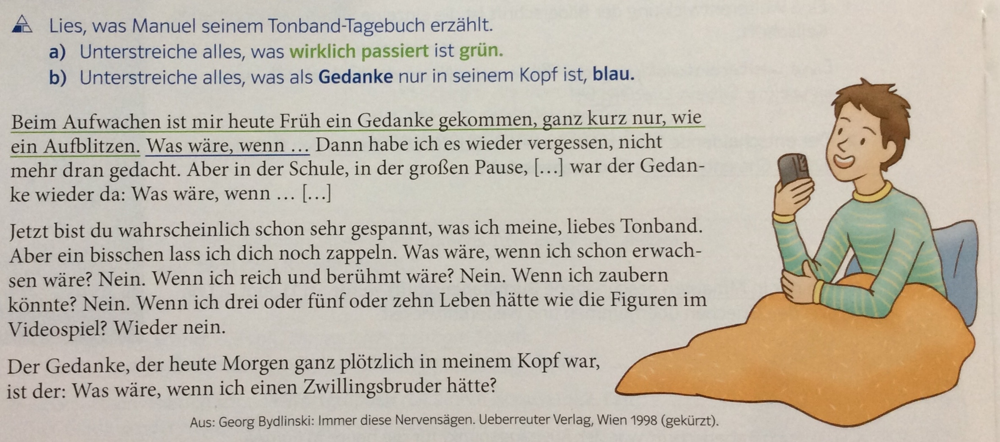 Lies, was Manuel seinem Tonband-Tagebuch erzählt.
a) Unterstreiche alles, was wirklich passiert ist grün.
b) Unterstreiche alles, was als Gedanke nur in seinem Kopf ist, blau.
Beim Aufwachen ist mir heute Früh ein Gedanke gekommen, ganz kurz nur, wie
ein Aufblitzen. Was wäre, wenn … Dann habe ich es wieder vergessen, nicht
mehr dran gedacht. Aber in der Schule, in der großen Pause, […] war der Gedan-
ke wieder da: Was wäre, wenn … […]
Jetzt bist du wahrscheinlich schon sehr gespannt, was ich meine, liebes Tonband.
Aber ein bisschen lass ich dich noch zappeln. Was wäre, wenn ich schon erwach-
sen wäre? Nein. Wenn ich reich und berühmt wäre? Nein. Wenn ich zaubern
könnte? Nein. Wenn ich drei oder fünf oder zehn Leben hätte wie die Figuren im
Videospiel? Wieder nein.
Der Gedanke, der heute Morgen ganz plötzlich in meinem Kopf war,
ist der: Was wäre, wenn ich einen Zwillingsbruder hätte?
Aus: Georg Bydlinski: Immer diese Nervensägen. Ueberreuter Verlag, Wien 1998 (gekürzt).